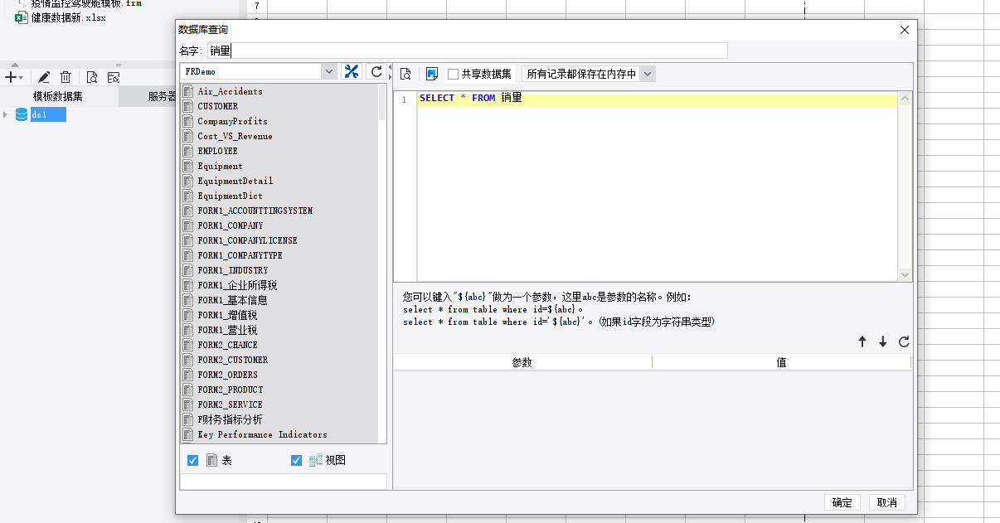 疫情监控驾驶舱模板.frm
健康数据新.xlsx
模板数据集
服务器
ds1
7
数据库查询
名字: 销量
FRDemo
共享数据集
所有记录都保存在内存中
Air_Accidents
CUSTOMER
CompanyProfits
Cost_VS_Revenue
EMPLOYEE
Equipment
EquipmentDetail
EquipmentDict
FORM1_ACCOUNTTINGSYSTEM
FORM1_COMPANY
FORM1_COMPANYLICENSE
FORM1_COMPANYTYPE
FORM1_INDUSTRY
FORM1_企业所得税
FORM1_基本信息
FORM1_增值税
FORM1_营业税
FORM2_CHANCE
FORM2_CUSTOMER
FORM2_ORDERS
FORM2_PRODUCT
FORM2_SERVICE
F财务指标分析
Key Performance Indicators
表
视图
1
SELECT * FROM 销量
您可以键入"${abc}"做为一个参数，这里abc是参数的名称。例如:
select * from table where id=${abc}。
select * from table where id='${abc}'。(如果id字段为字符串类型)
参数
值
确定
取消